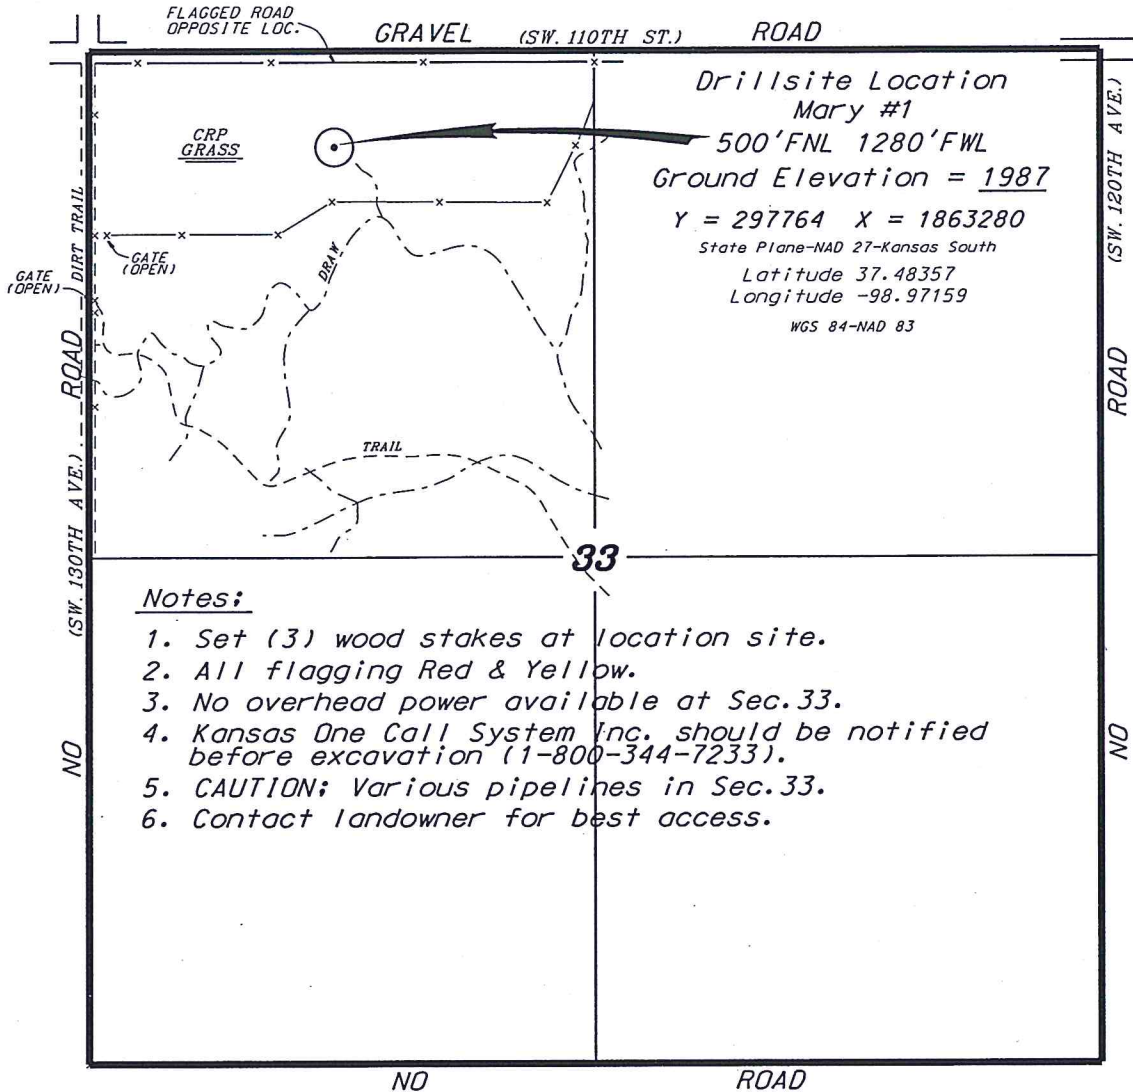 FLAGGED ROAD
OPPOSITE LOC.
GRAVEL (SW. 110TH ST.) ROAD
Drillsite Location
Mary #1
500'FNL 1280'FWL
Ground Elevation = 1987
Y = 297764 X = 1863280
State Plane-NAD 27-Kansas South
Latitude 37.48357
Longitude -98.97159
WGS 84-NAD 83
CRP
GRASS
DIRT TRAIL
GATE
(OPEN)
GATE
(OPEN)
DRAW
TRAIL
NO (SW. 130TH AVE.) ROAD
(SW. 120TH AVE.)
ROAD
NO
33
Notes:
1. Set (3) wood stakes at location site.
2. All flagging Red & Yellow.
3. No overhead power available at Sec.33.
4. Kansas One Call System Inc. should be notified
before excavation (1-800-344-7233).
5. CAUTION: Various pipelines in Sec.33.
6. Contact landowner for best access.
NO ROAD